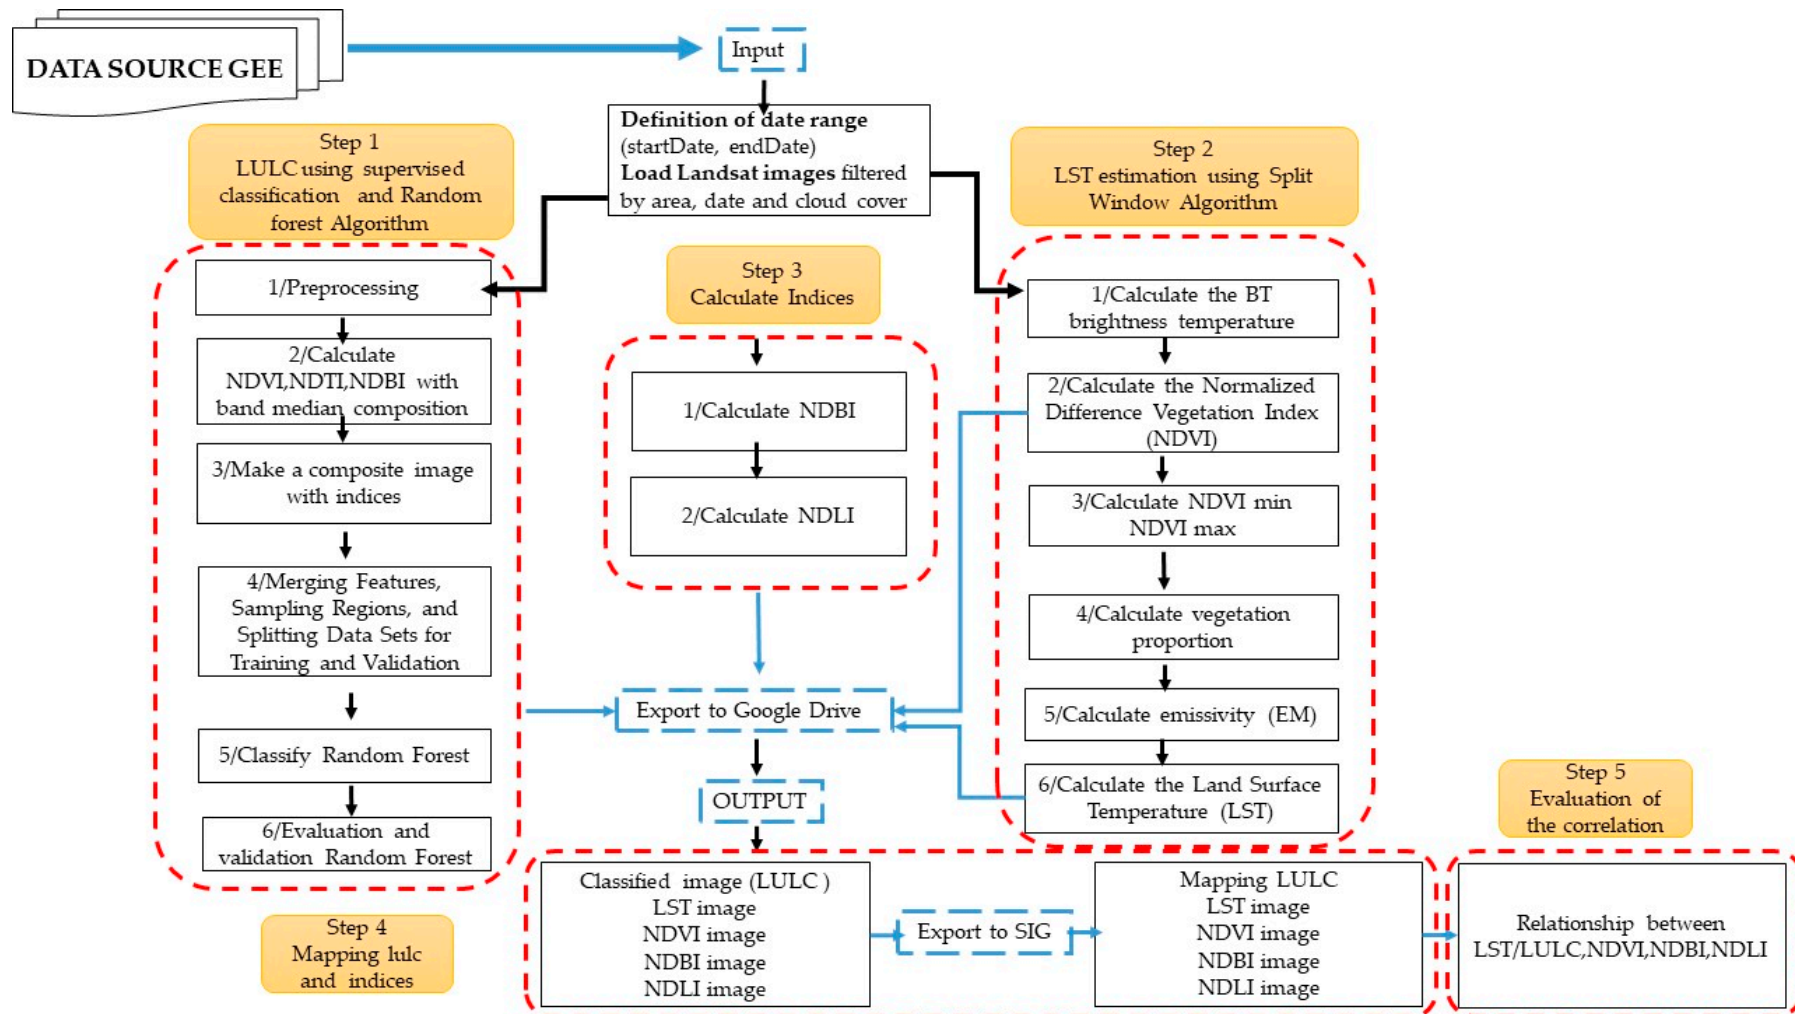 DATA SOURCE GEE
Input
Definition of date range
(startDate, endDate)
Load Landsat images filtered
by area, date and cloud cover
Step 1
LULC using supervised
classification and Random
forest Algorithm
1/Preprocessing
2/Calculate
NDVI,NDTI,NDBI with
band median composition
3/Make a composite image
with indices
4/Merging Features,
Sampling Regions, and
Splitting Data Sets for
Training and Validation
5/Classify Random Forest
6/Evaluation and
validation Random Forest
Step 2
LST estimation using Split
Window Algorithm
1/Calculate the BT
brightness temperature
2/Calculate the Normalized
Difference Vegetation Index
(NDVI)
3/Calculate NDVI min
NDVI max
4/Calculate vegetation
proportion
5/Calculate emissivity (EM)
6/Calculate the Land Surface
Temperature (LST)
Step 3
Calculate Indices
1/Calculate NDBI
2/Calculate NDLI
Export to Google Drive
OUTPUT
Step 4
Mapping lulc
and indices
Classified image (LULC )
LST image
NDVI image
NDBI image
NDLI image
Export to SIG
Mapping LULC
LST image
NDVI image
NDBI image
NDLI image
Step 5
Evaluation of
the correlation
Relationship between
LST/LULC,NDVI,NDBI,NDLI